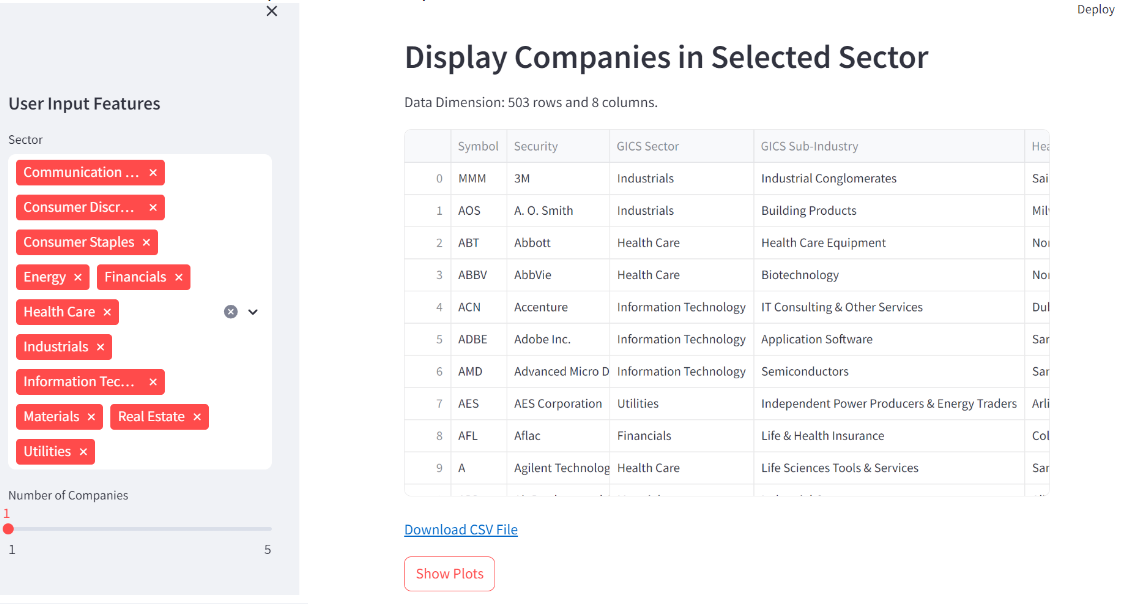 Deploy
User Input Features
Sector
Communication ... ×
Consumer Discr... ×
Consumer Staples ×
Energy × Financials ×
Health Care ×
Industrials ×
Information Tec... ×
Materials × Real Estate ×
Utilities ×
Number of Companies
1
1 5
Display Companies in Selected Sector
Data Dimension: 503 rows and 8 columns.
Symbol Security GICS Sector GICS Sub-Industry Hea
0 MMM 3M Industrials Industrial Conglomerates Sai
1 AOS A. O. Smith Industrials Building Products Mil
2 ABT Abbott Health Care Health Care Equipment Nor
3 ABBV AbbVie Health Care Biotechnology Nor
4 ACN Accenture Information Technology IT Consulting & Other Services Dul
5 ADBE Adobe Inc. Information Technology Application Software San
6 AMD Advanced Micro D Information Technology Semiconductors San
7 AES AES Corporation Utilities Independent Power Producers & Energy Traders Arli
8 AFL Aflac Financials Life & Health Insurance Col
9 A Agilent Technolog Health Care Life Sciences Tools & Services San
Download CSV File
Show Plots